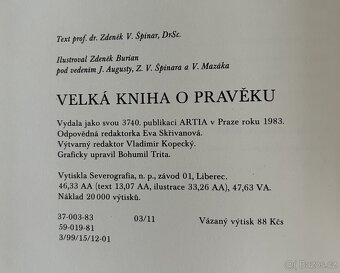 Text prof. dr. Zdeněk V. Špinar, DrSc.
Ilustroval Zdeněk Burian
pod vedením J. Augusty, Z. V. Špinara a V. Mazáka
VELKÁ KNIHA O PRAVĚKU
Vydala jako svou 3740. publikaci ARTIA v Praze roku 1983.
Odpovědná redaktorka Eva Skřivanová.
Výtvarný redaktor Vladimír Kopecký.
Graficky upravil Bohumil Trita.
Vytiskla Severografia, n. p., závod 01, Liberec.
46,33 AA (text 13,07 AA, ilustrace 33,26 AA), 47,63 VA.
Náklad 20 000 výtisků.
37-003-83 03/11 Vázaný výtisk 88 Kčs
59-019-81
3/99/15/12-01
Bazos.cz